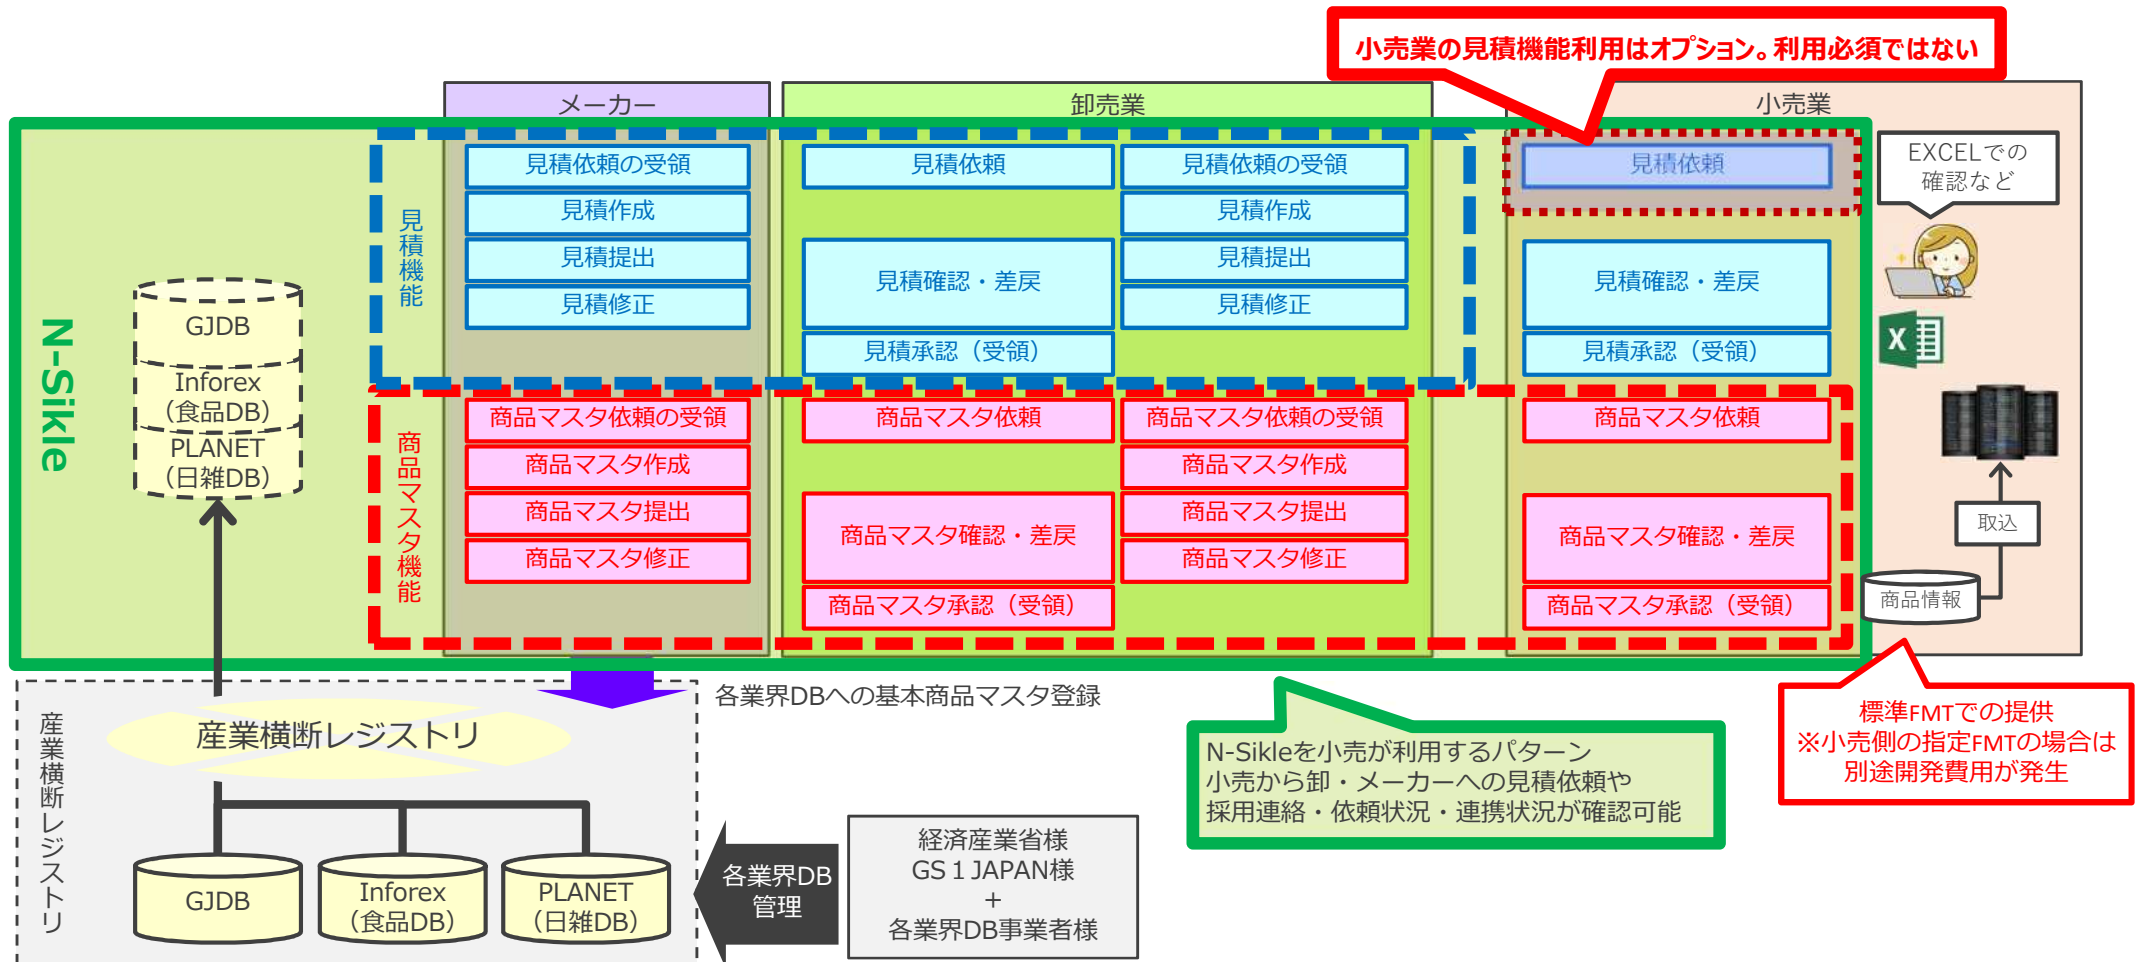 小売業の見積機能利用はオプション。利用必須ではない
メーカー
卸売業
小売業
N-Sikle
見積機能
見積依頼の受領
見積作成
見積提出
見積修正
見積依頼
見積確認・差戻
見積承認（受領）
見積依頼の受領
見積作成
見積提出
見積修正
見積依頼
見積確認・差戻
見積承認（受領）
EXCELでの
確認など
GJDB
Inforex
（食品DB）
PLANET
（日雑DB）
商品マスタ機能
商品マスタ依頼の受領
商品マスタ作成
商品マスタ提出
商品マスタ修正
商品マスタ依頼
商品マスタ確認・差戻
商品マスタ承認（受領）
商品マスタ依頼の受領
商品マスタ作成
商品マスタ提出
商品マスタ修正
商品マスタ依頼
商品マスタ確認・差戻
商品マスタ承認（受領）
取込
商品情報
標準FMTでの提供
※小売側の指定FMTの場合は
別途開発費用が発生
各業界DBへの基本商品マスタ登録
N-Sikleを小売が利用するパターン
小売から卸・メーカーへの見積依頼や
採用連絡・依頼状況・連携状況が確認可能
産業横断レジストリ
産業横断レジストリ
GJDB
Inforex
（食品DB）
PLANET
（日雑DB）
各業界DB
管理
経済産業省様
GS１JAPAN様
+
各業界DB事業者様